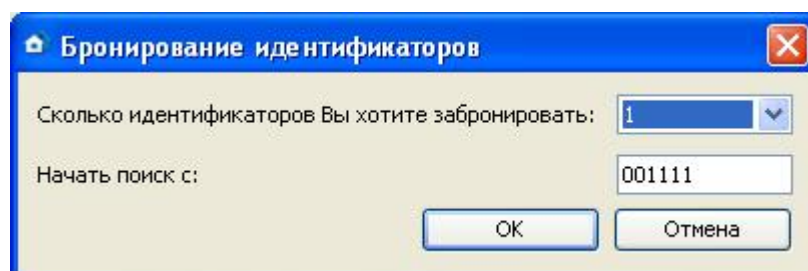 Бронирование идентификаторов
Сколько идентификаторов Вы хотите забронировать: 1
Начать поиск с: 001111
OK Отмена